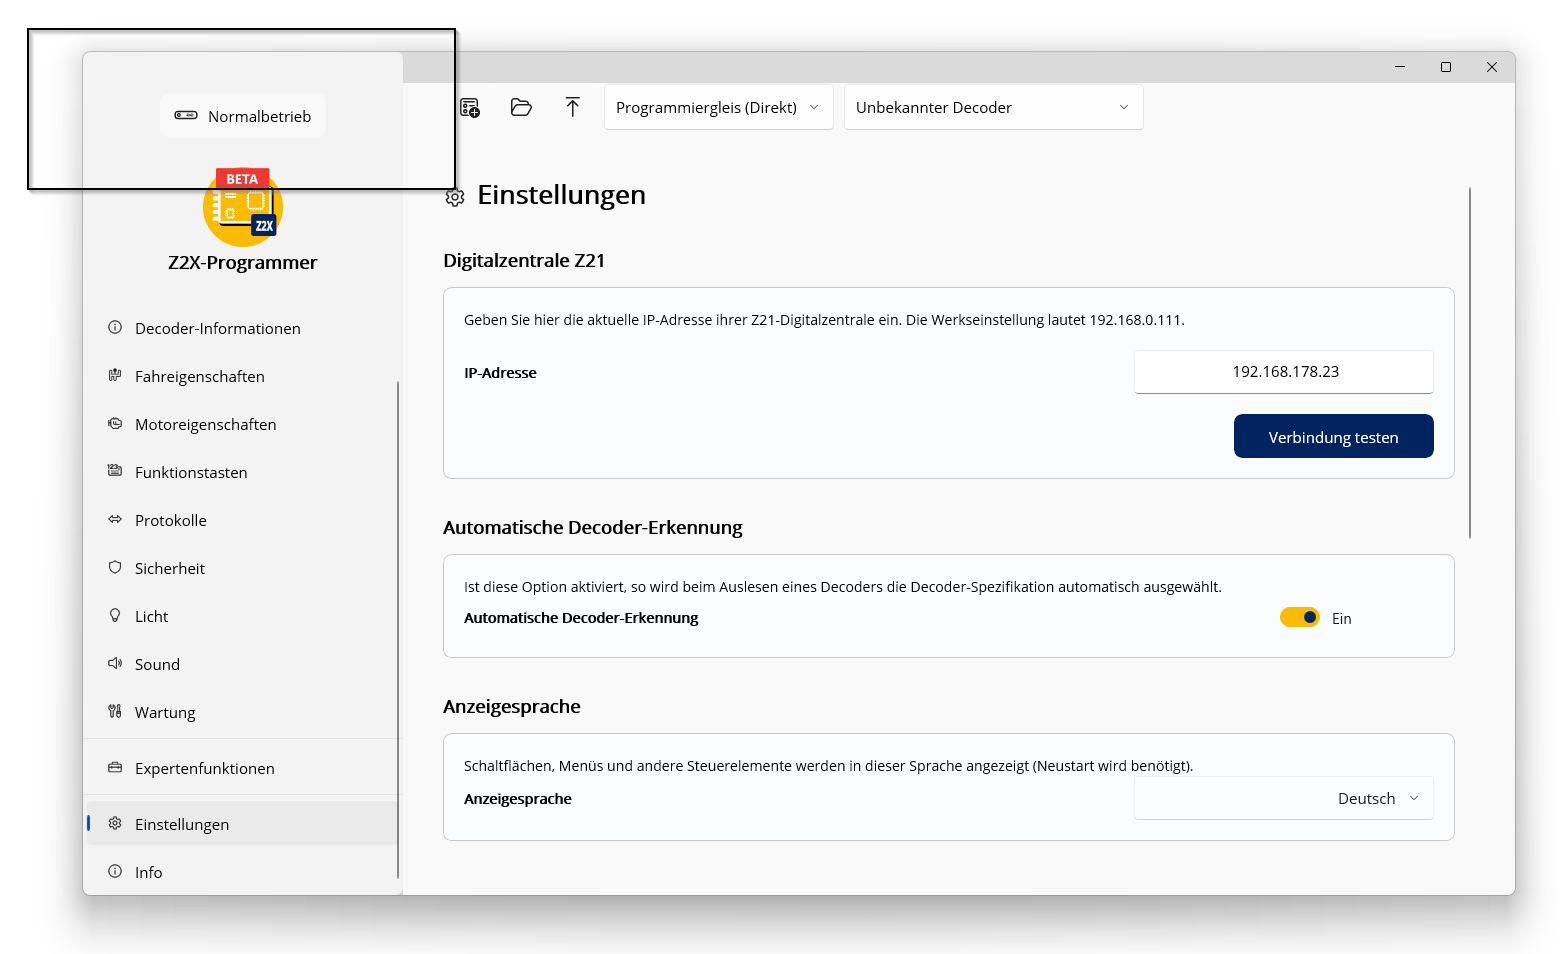 Normalbetrieb
BETA
Z2X
Z2X-Programmer
Decoder-Informationen
Fahreigenschaften
Motoreigenschaften
Funktionstasten
Protokolle
Sicherheit
Licht
Sound
Wartung
Expertenfunktionen
Einstellungen
Info
Programmiergleis (Direkt)
Unbekannter Decoder
Einstellungen
Digitalzentrale Z21
Geben Sie hier die aktuelle IP-Adresse ihrer Z21-Digitalzentrale ein. Die Werkseinstellung lautet 192.168.0.111.
IP-Adresse
192.168.178.23
Verbindung testen
Automatische Decoder-Erkennung
Ist diese Option aktiviert, so wird beim Auslesen eines Decoders die Decoder-Spezifikation automatisch ausgewählt.
Automatische Decoder-Erkennung
Ein
Anzeigesprache
Schaltflächen, Menüs und andere Steuerelemente werden in dieser Sprache angezeigt (Neustart wird benötigt).
Anzeigesprache
Deutsch